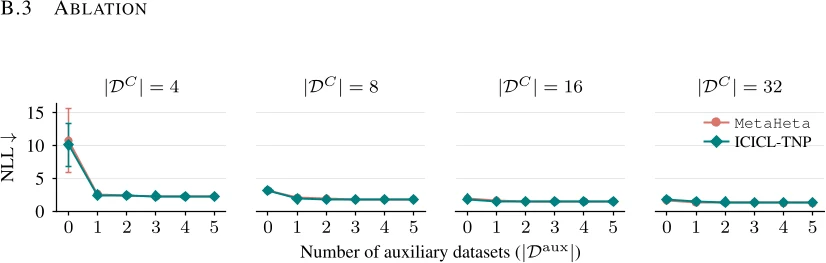 B.3 ABLATION
|𝒟^C| = 4 |𝒟^C| = 8 |𝒟^C| = 16 |𝒟^C| = 32
15
10
5
0
NLL ↓
MetaHeta
ICICL-TNP
0 1 2 3 4 5 0 1 2 3 4 5 0 1 2 3 4 5 0 1 2 3 4 5
Number of auxiliary datasets (|𝒟^aux|)